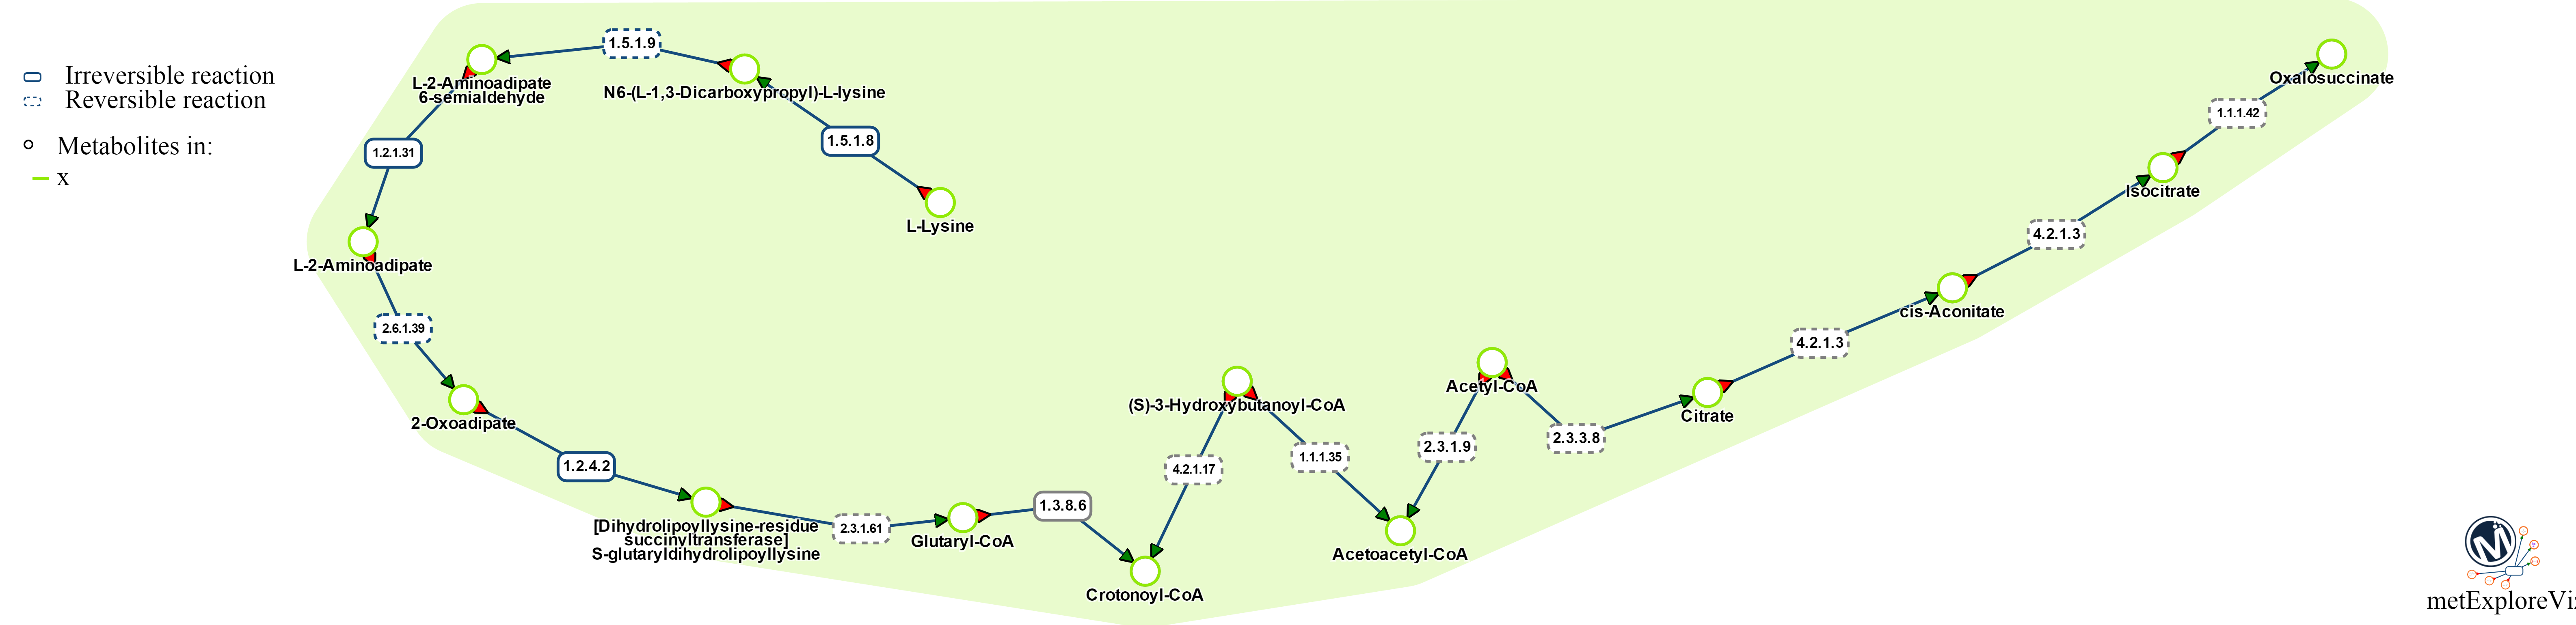 Irreversible reaction
Reversible reaction
Metabolites in:
x
1.5.1.9
L-2-Aminoadipate
6-semialdehyde
N6-(L-1,3-Dicarboxypropyl)-L-lysine
1.5.1.8
L-Lysine
1.2.1.31
L-2-Aminoadipate
2.6.1.39
2-Oxoadipate
1.2.4.2
[Dihydrolipoyllysine-residue
succinyltransferase]
S-glutaryldihydrolipoyllysine
2.3.1.61
Glutaryl-CoA
1.3.8.6
Crotonoyl-CoA
4.2.1.17
(S)-3-Hydroxybutanoyl-CoA
1.1.1.35
Acetoacetyl-CoA
2.3.1.9
Acetyl-CoA
2.3.3.8
Citrate
4.2.1.3
cis-Aconitate
4.2.1.3
Isocitrate
1.1.1.42
Oxalosuccinate
M
metExploreVi